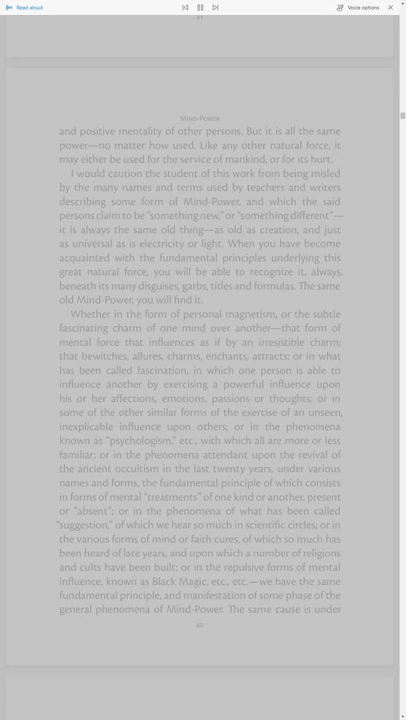 Read aloud
Voice options
61
Mind-Power
and positive mentality of other persons. But it is all the same
power—no matter how used. Like any other natural force, it
may either be used for the service of mankind, or for its hurt.
I would caution the student of this work from being misled
by the many names and terms used by teachers and writers
describing some form of Mind-Power, and which the said
persons claim to be "something new," or "something different"—
it is always the same old thing—as old as creation, and just
as universal as is electricity or light. When you have become
acquainted with the fundamental principles underlying this
great natural force, you will be able to recognize it, always,
beneath its many disguises, garbs, titles and formulas. The same
old Mind-Power, you will find it.
Whether in the form of personal magnetism, or the subtle
fascinating charm of one mind over another—that form of
mental force that influences as if by an irresistible charm;
that bewitches, allures, charms, enchants, attracts; or in what
has been called fascination, in which one person is able to
influence another by exercising a powerful influence upon
his or her affections, emotions, passions or thoughts; or in
some of the other similar forms of the exercise of an unseen,
inexplicable influence upon others; or in the phenomena
known as "psychologism," etc., with which all are more or less
familiar; or in the phenomena attendant upon the revival of
the ancient occultism in the last twenty years, under various
names and forms, the fundamental principle of which consists
in forms of mental "treatments" of one kind or another, present
or "absent"; or in the phenomena of what has been called
"suggestion," of which we hear so much in scientific circles; or in
the various forms of mind or faith cures, of which so much has
been heard of late years, and upon which a number of religions
and cults have been built; or in the repulsive forms of mental
influence, known as Black Magic, etc., etc.—we have the same
fundamental principle, and manifestation of some phase of the
general phenomena of Mind-Power. The same cause is under
62